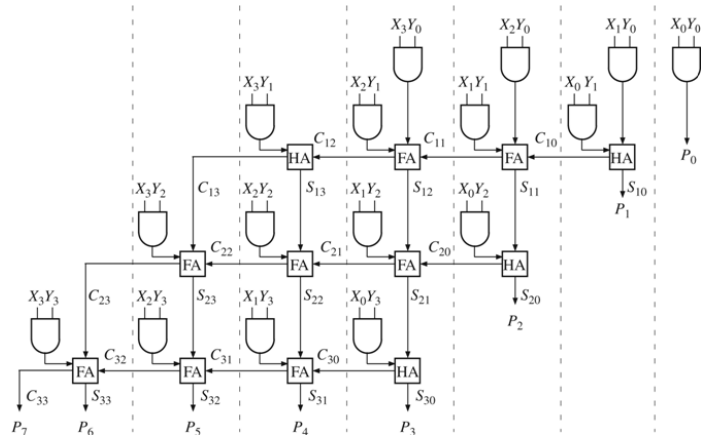 X₃Y₀ X₂Y₀ X₁Y₀ X₀Y₀
X₃Y₁ X₂Y₁ X₁Y₁ X₀Y₁
C₁₂ C₁₁ C₁₀
HA FA FA HA
P₀
C₁₃ S₁₃ S₁₂ S₁₁ S₁₀
P₁
X₃Y₂ X₂Y₂ X₁Y₂ X₀Y₂
C₂₂ C₂₁ C₂₀
FA FA FA HA
C₂₃ S₂₃ S₂₂ S₂₁ S₂₀
P₂
X₃Y₃ X₂Y₃ X₁Y₃ X₀Y₃
C₃₂ C₃₁ C₃₀
FA FA FA HA
C₃₃ S₃₃ S₃₂ S₃₁ S₃₀
P₇ P₆ P₅ P₄ P₃